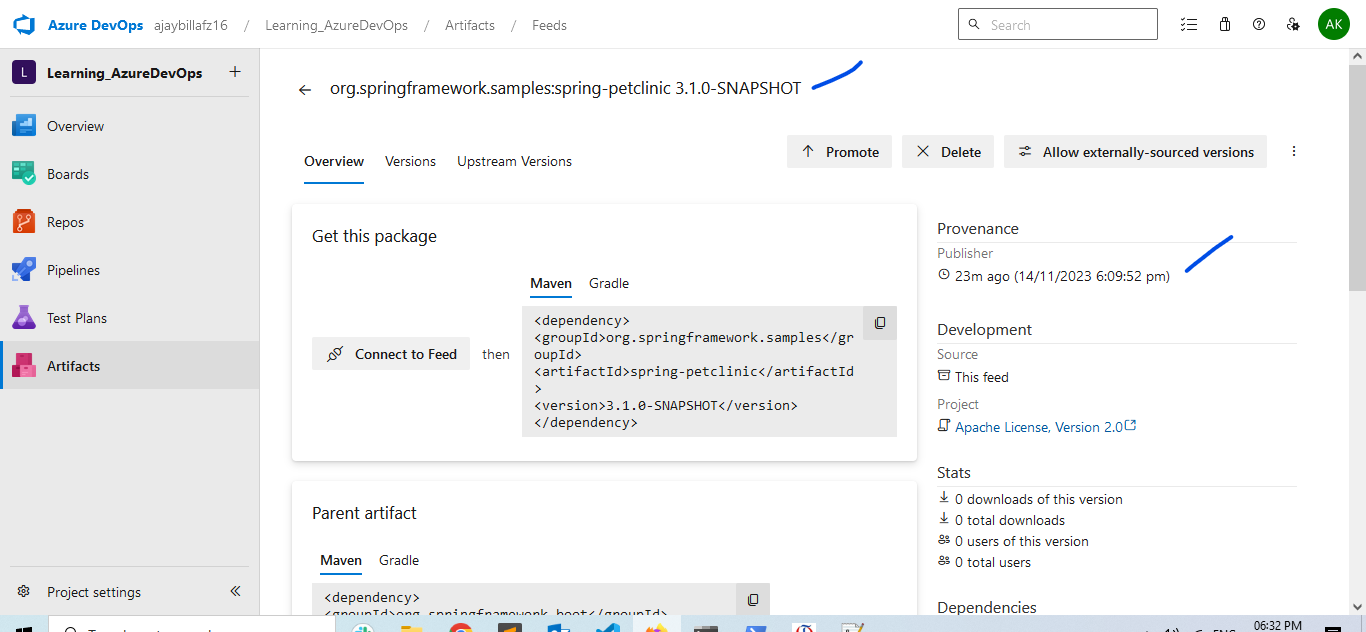 Azure DevOps ajaybillafz16 / Learning_AzureDevOps / Artifacts / Feeds
Search
AK
L Learning_AzureDevOps +
Overview
Boards
Repos
Pipelines
Test Plans
Artifacts
Project settings
org.springframework.samples:spring-petclinic 3.1.0-SNAPSHOT
Overview Versions Upstream Versions
Promote Delete Allow externally-sourced versions
Get this package
Maven Gradle
Connect to Feed then
<dependency>
<groupId>org.springframework.samples</gr
oupId>
<artifactId>spring-petclinic</artifactId
>
<version>3.1.0-SNAPSHOT</version>
</dependency>
Parent artifact
Maven Gradle
<dependency>
<groupId>org.springframework.boot</groupId>
Provenance
Publisher
23m ago (14/11/2023 6:09:52 pm)
Development
Source
This feed
Project
Apache License, Version 2.0
Stats
0 downloads of this version
0 total downloads
0 users of this version
0 total users
Dependencies
06:32 PM